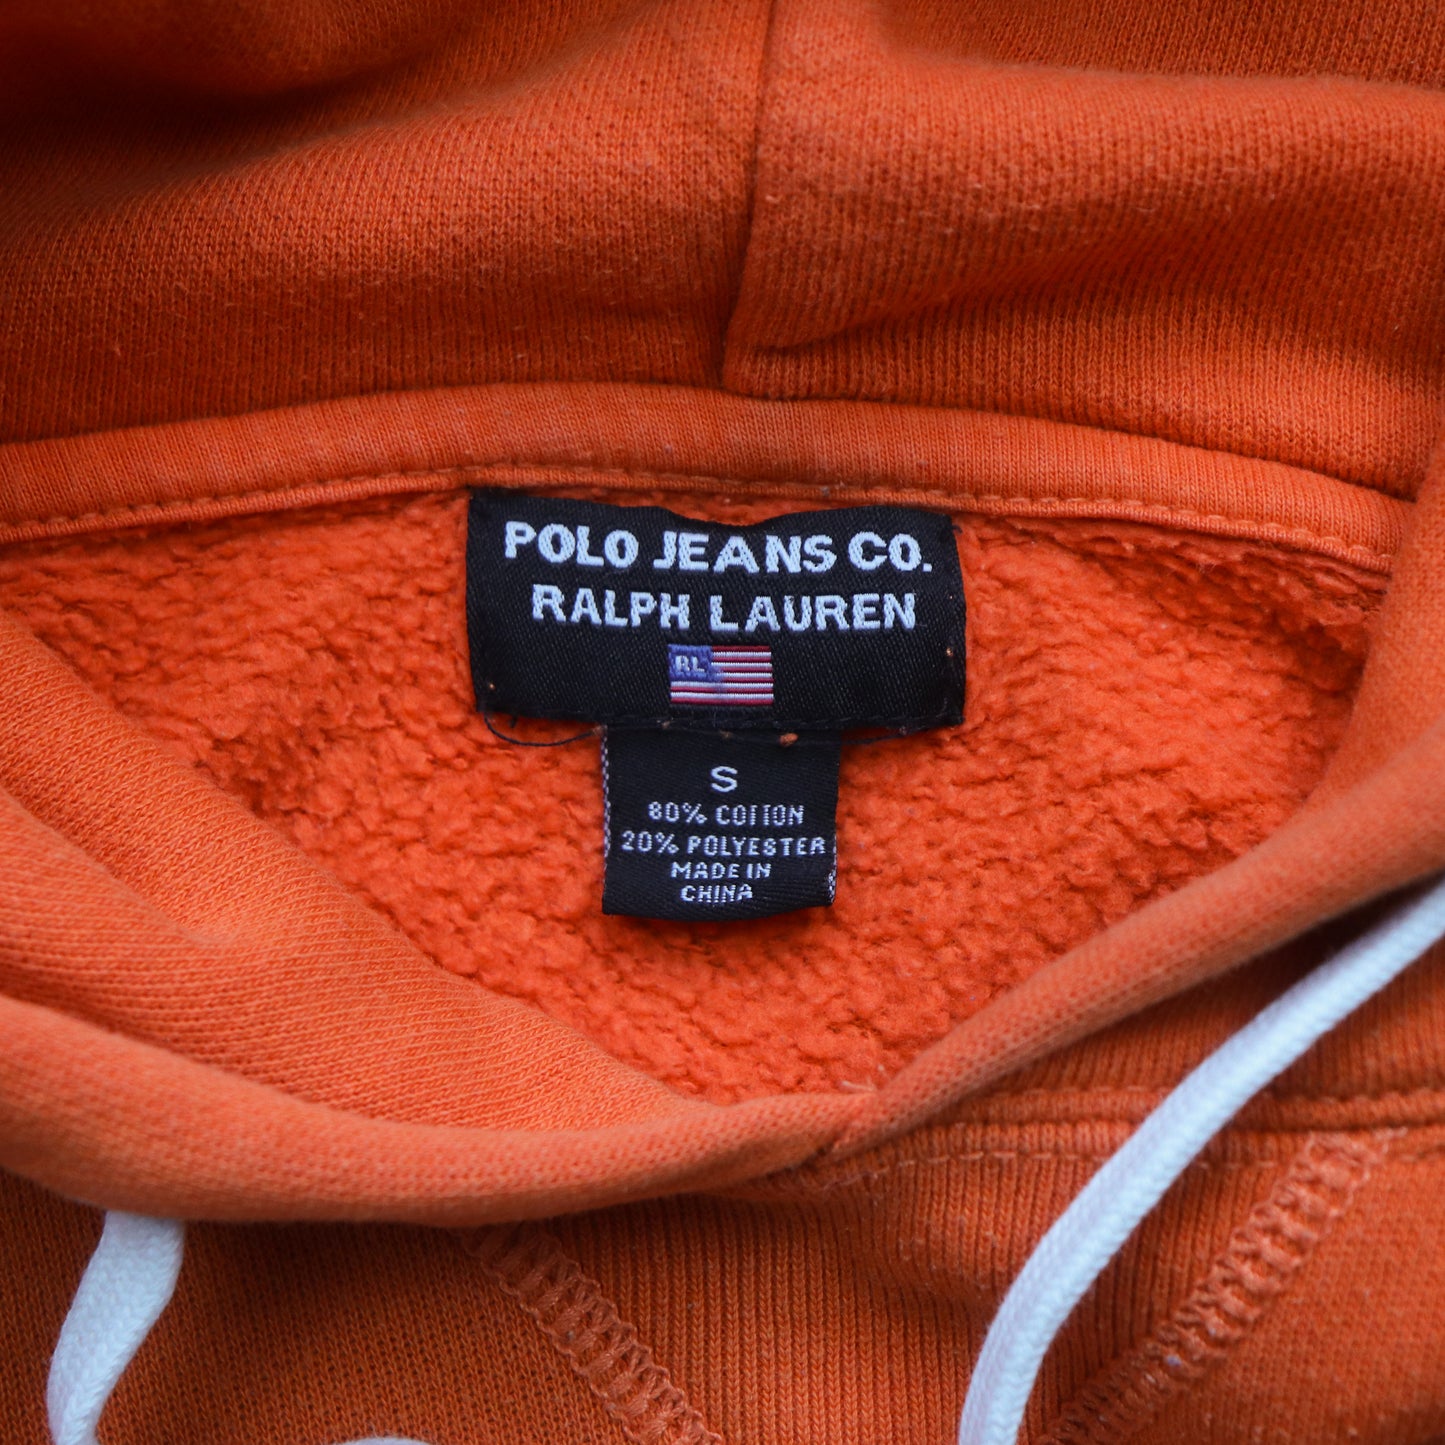 POLO JEANS CO.
RALPH LAUREN
RL
S
80% COTTON
20% POLYESTER
MADE IN
CHINA